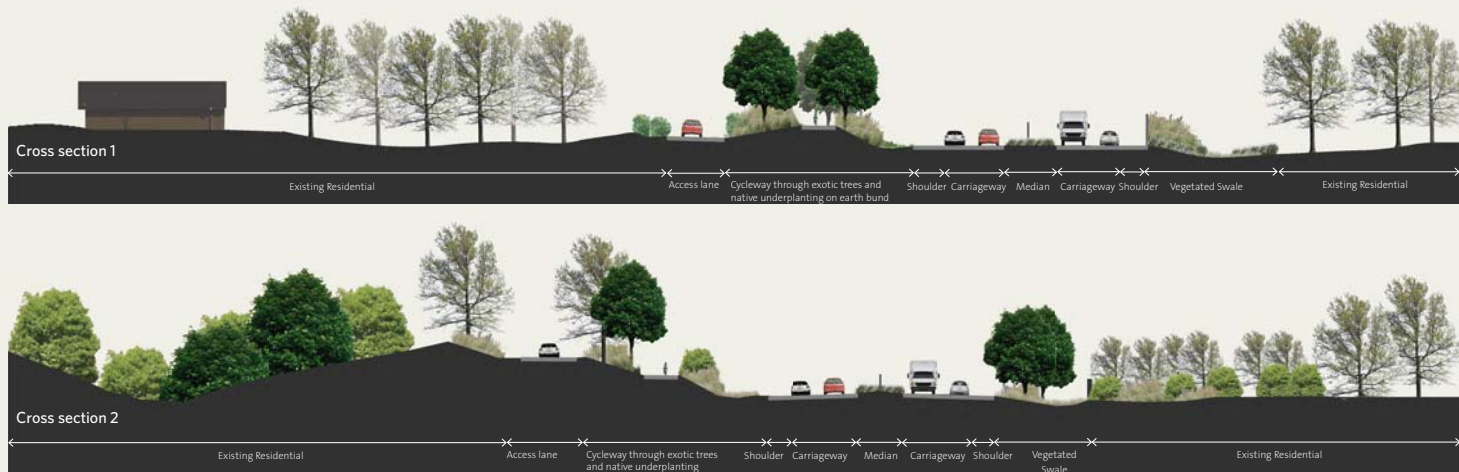 Cross section 1
Existing Residential
Access lane
Cycleway through exotic trees and
native underplanting on earth bund
Shoulder
Carriageway
Median
Carriageway
Shoulder
Vegetated Swale
Existing Residential
Cross section 2
Existing Residential
Access lane
Cycleway through exotic trees
and native underplanting
Shoulder
Carriageway
Median
Carriageway
Shoulder
Vegetated
Swale
Existing Residential